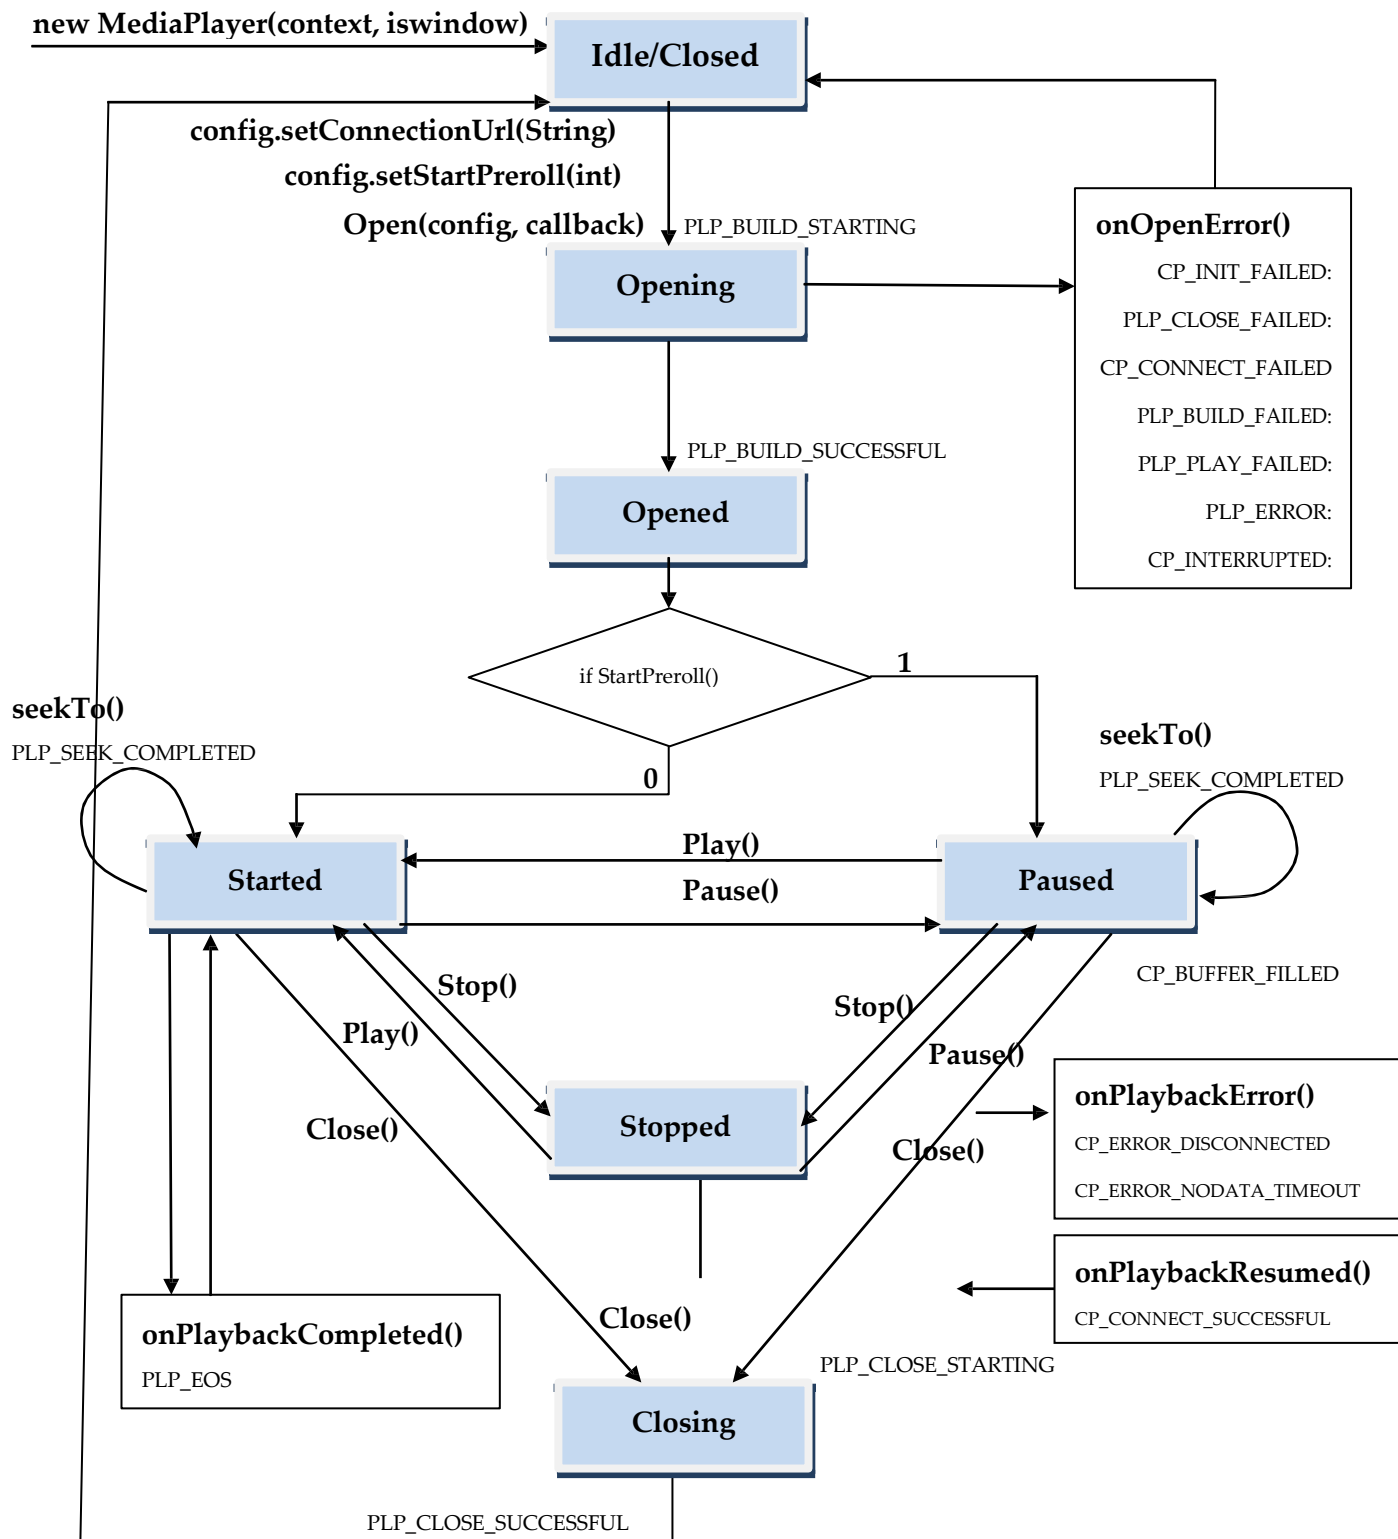 new MediaPlayer(context, iswindow)
Idle/Closed
config.setConnectionUrl(String)
config.setStartPreroll(int)
Open(config, callback)
PLP_BUILD_STARTING
Opening
onOpenError()
CP_INIT_FAILED:
PLP_CLOSE_FAILED:
CP_CONNECT_FAILED
PLP_BUILD_FAILED:
PLP_PLAY_FAILED:
PLP_ERROR:
CP_INTERRUPTED:
PLP_BUILD_SUCCESSFUL
Opened
if StartPreroll()
1
0
seekTo()
PLP_SEEK_COMPLETED
seekTo()
PLP_SEEK_COMPLETED
Started
Play()
Pause()
Paused
CP_BUFFER_FILLED
Stop()
Play()
Stop()
Pause()
Close()
Stopped
Close()
onPlaybackError()
CP_ERROR_DISCONNECTED
CP_ERROR_NODATA_TIMEOUT
onPlaybackResumed()
CP_CONNECT_SUCCESSFUL
onPlaybackCompleted()
PLP_EOS
Close()
PLP_CLOSE_STARTING
Closing
PLP_CLOSE_SUCCESSFUL